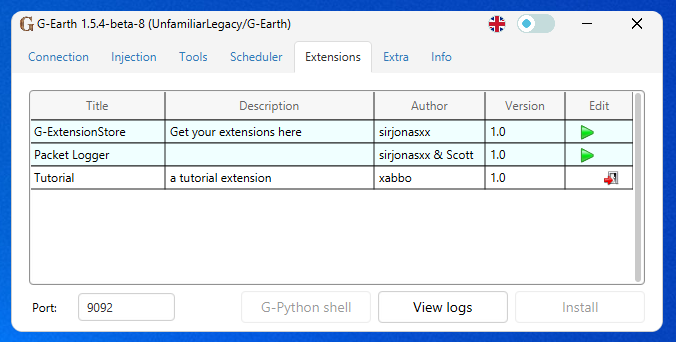 G-Earth 1.5.4-beta-8 (UnfamiliarLegacy/G-Earth)
Connection Injection Tools Scheduler Extensions Extra Info
Title Description Author Version Edit
G-ExtensionStore Get your extensions here sirjonasxx 1.0
Packet Logger sirjonasxx & Scott 1.0
Tutorial a tutorial extension xabbo 1.0
Port: 9092 G-Python shell View logs Install